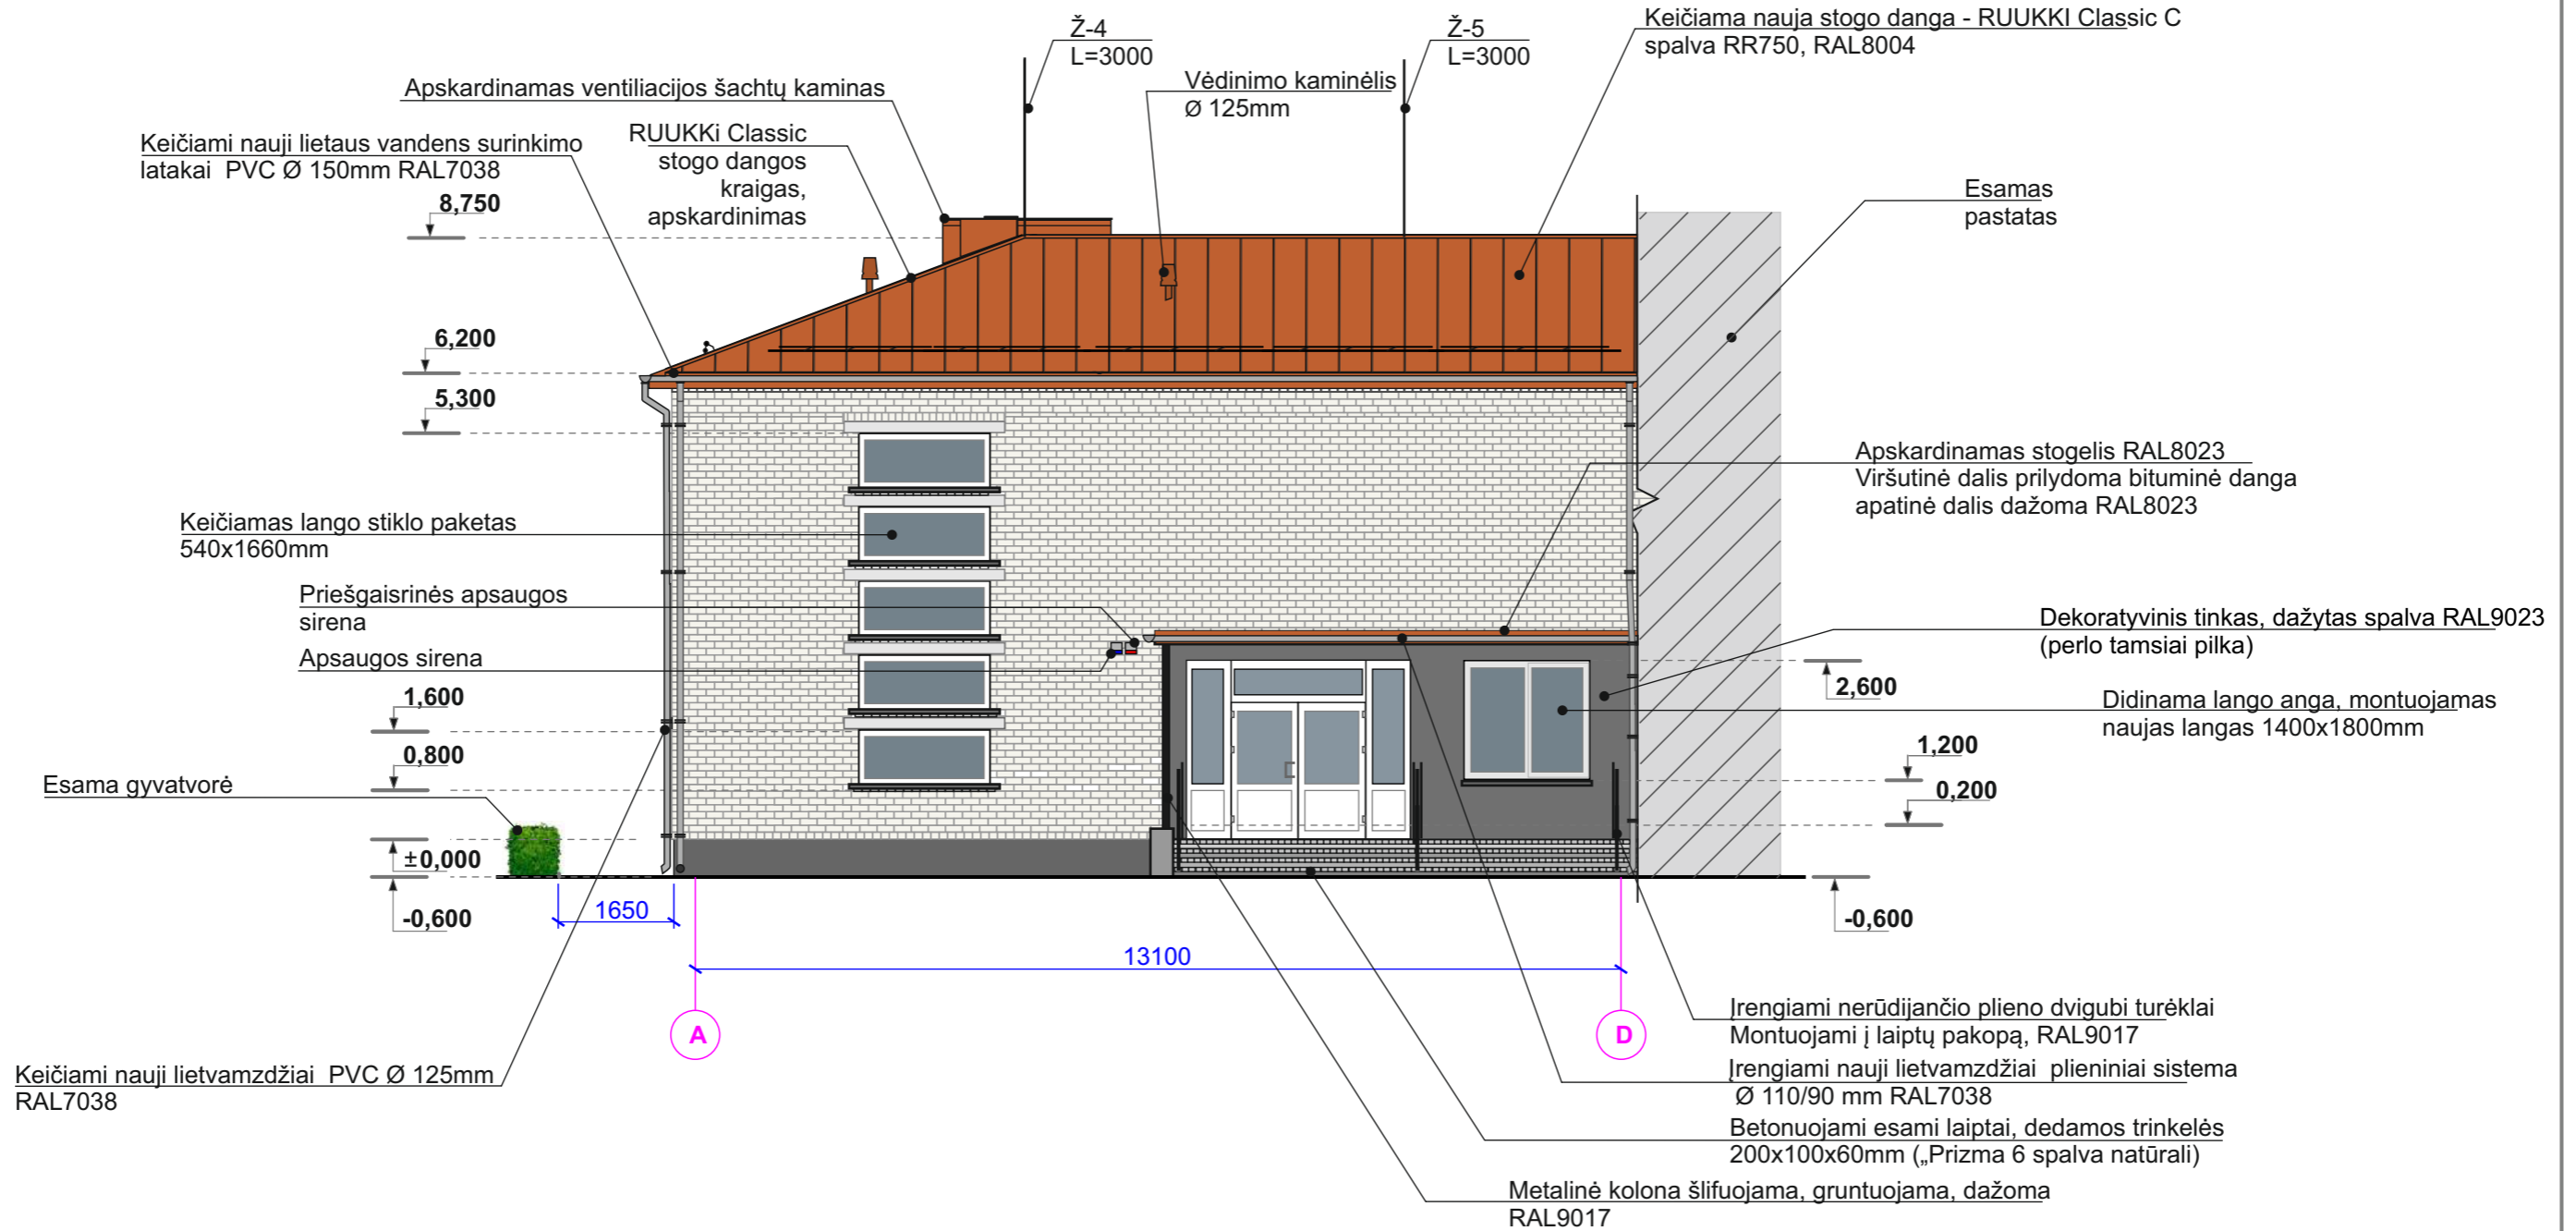 Ž-4
L=3000
Ž-5
L=3000
Keičiama nauja stogo danga - RUUKKI Classic C
spalva RR750, RAL8004
Apskardinamas ventiliacijos šachtų kaminas
Vėdinimo kaminėlis
Ø 125mm
Keičiami nauji lietaus vandens surinkimo
latakai PVC Ø 150mm RAL7038
RUUKKi Classic
stogo dangos
kraigas,
apskardinimas
Esamas
pastatas
8,750
6,200
5,300
Apskardinamas stogelis RAL8023
Viršutinė dalis prilydoma bituminė danga
apatinė dalis dažoma RAL8023
Keičiamas lango stiklo paketas
540x1660mm
Priešgaisrinės apsaugos
sirena
Apsaugos sirena
Dekoratyvinis tinkas, dažytas spalva RAL9023
(perlo tamsiai pilka)
2,600
Didinama lango anga, montuojamas
naujas langas 1400x1800mm
1,600
0,800
1,200
0,200
Esama gyvatvorė
±0,000
-0,600
-0,600
1650
13100
A
D
Įrengiami nerūdijančio plieno dvigubi turėklai
Montuojami į laiptų pakopą, RAL9017
Keičiami nauji lietvamzdžiai PVC Ø 125mm
RAL7038
Įrengiami nauji lietvamzdžiai plieniniai sistema
Ø 110/90 mm RAL7038
Betonuojami esami laiptai, dedamos trinkelės
200x100x60mm („Prizma 6 spalva natūrali)
Metalinė kolona šlifuojama, gruntuojama, dažoma
RAL9017